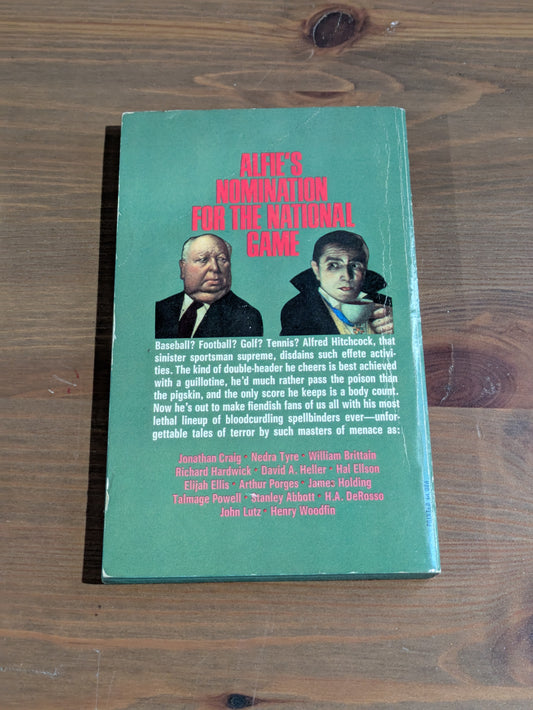 ALFIE'S
NOMINATION
FOR THE NATIONAL
GAME
Baseball? Football? Golf? Tennis? Alfred Hitchcock, that
sinister sportsman supreme, disdains such effete activi-
ties. The kind of double-header he cheers is best achieved
with a guillotine, he'd much rather pass the poison than
the pigskin, and the only score he keeps is a body count.
Now he's out to make fiendish fans of us all with his most
lethal lineup of bloodcurdling spellbinders ever—unfor-
gettable tales of terror by such masters of menace as:
Jonathan Craig • Nedra Tyre • William Brittain
Richard Hardwick • David A. Heller • Hal Ellson
Elijah Ellis • Arthur Porges • James Holding
Talmage Powell • Stanley Abbott • H.A. DeRosso
John Lutz • Henry Woodfin
PRINTED IN USA